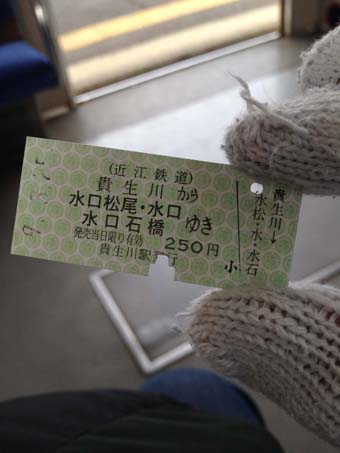 (近江鉄道)
貴生川から
水口松尾・水口
水口石橋
ゆき
発売当日限り有効
250円
貴生川駅発行
小
貴生川→
水松・水・水石